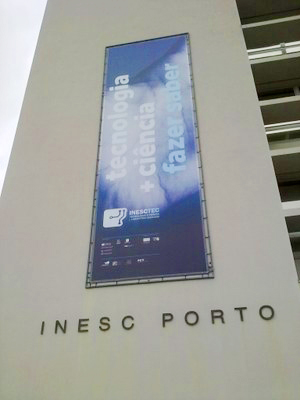 tecnologia
+ ciência
fazer saber
INESCTEC
INESC PORTO